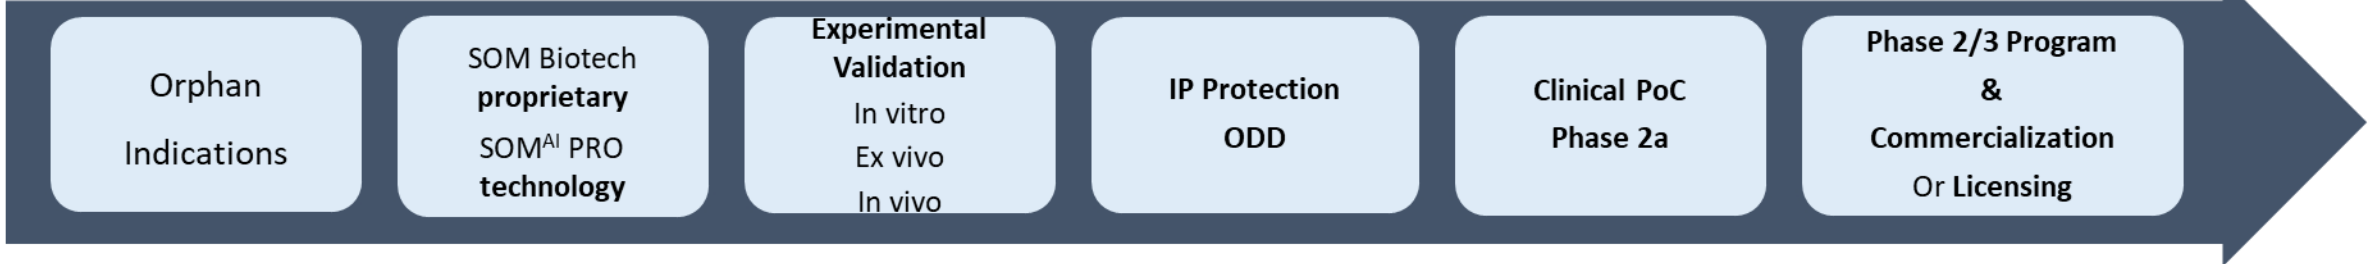 Orphan
Indications
SOM Biotech
proprietary
SOMᴬᴵ PRO
technology
Experimental
Validation
In vitro
Ex vivo
In vivo
IP Protection
ODD
Clinical PoC
Phase 2a
Phase 2/3 Program
&
Commercialization
Or Licensing